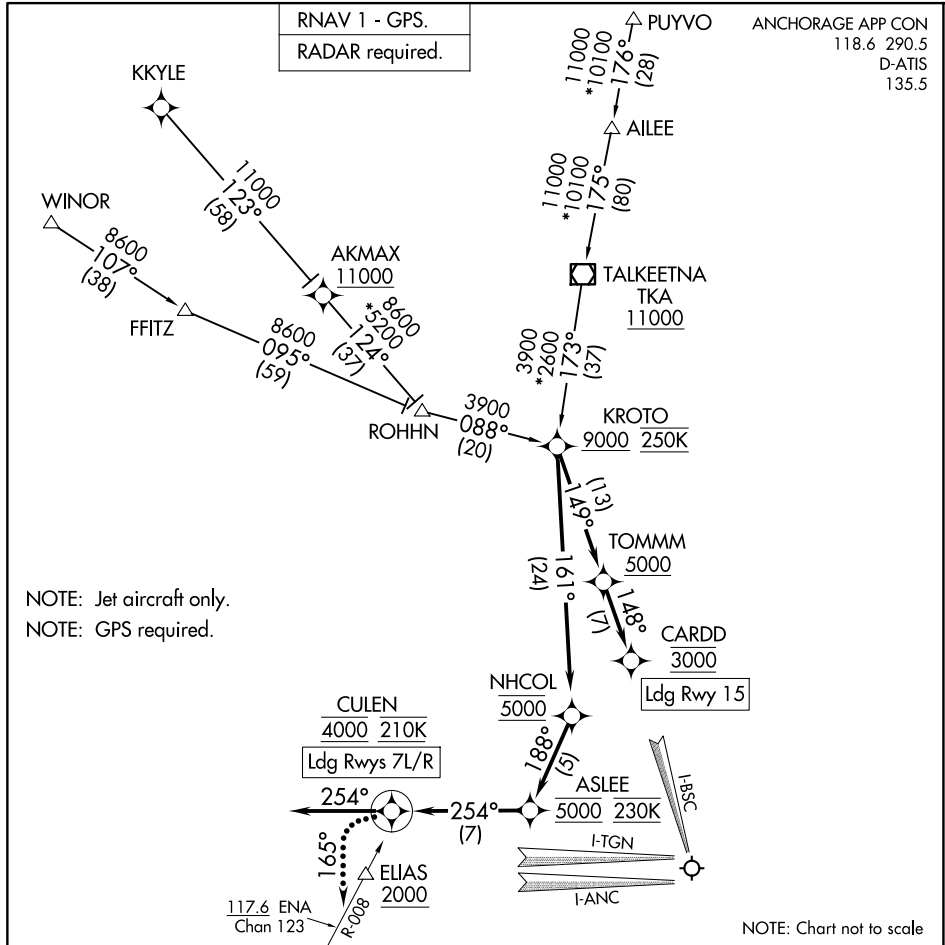 RNAV 1 - GPS.
RADAR required.
PUYVO
ANCHORAGE APP CON
118.6 290.5
D-ATIS
135.5
11000
*10100
176°
(28)
KKYLE
AILEE
11000
123°
(58)
11000
*10100
175°
(80)
WINOR
8600
107°
(38)
AKMAX
11000
TALKEETNA
TKA
11000
FFITZ
8600
*5200
124°
(37)
8600
095°
(59)
3900
*2600
173°
(37)
ROHHN
3900
088°
(20)
KROTO
9000 250K
(13)
149°
161°
(24)
TOMMM
5000
148°
(7)
NOTE: Jet aircraft only.
NOTE: GPS required.
CARDD
3000
Ldg Rwy 15
NHCOL
5000
CULEN
4000 210K
Ldg Rwys 7L/R
188°
(5)
ASLEE
5000 230K
254°
254°
(7)
165°
I-BSC
I-TGN
I-ANC
ELIAS
2000
117.6 ENA
Chan 123
R-008
NOTE: Chart not to scale